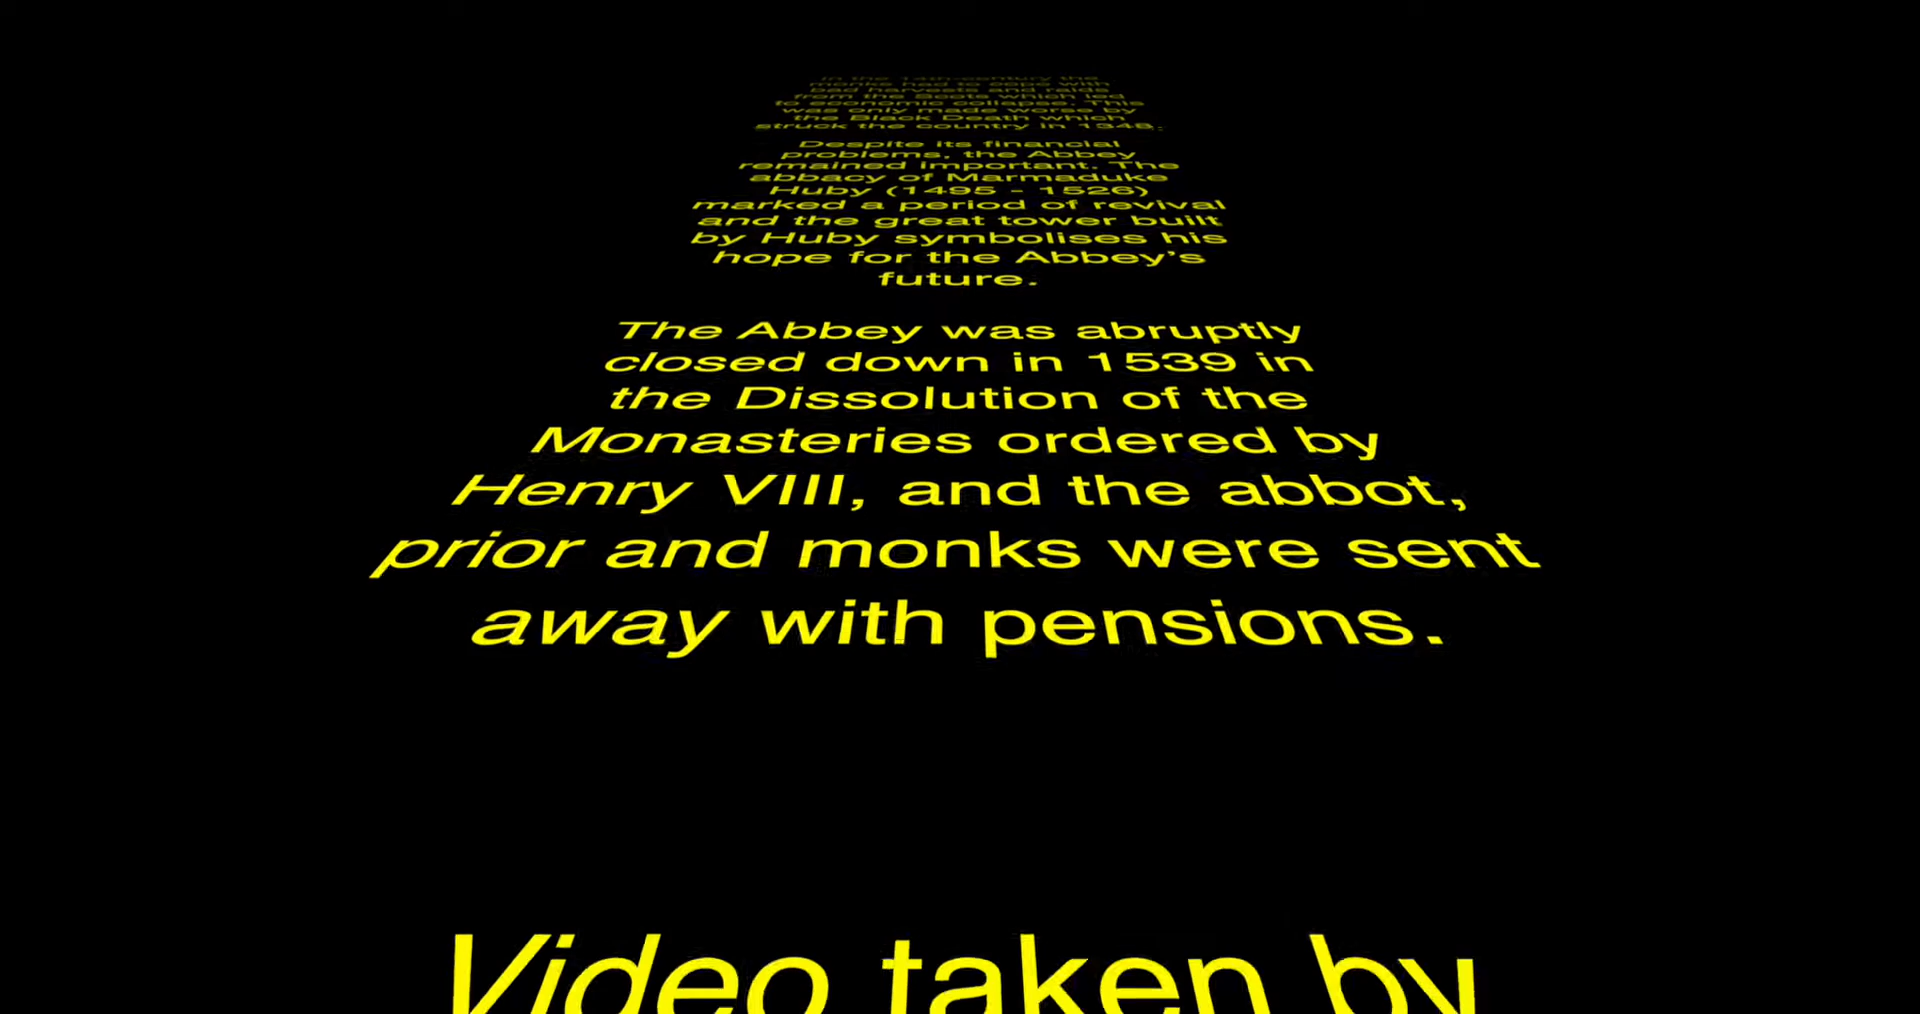 In the 14th-century the
monks had to cope with
bad harvests and raids
from the Scots which led
to economic collapse. This
was only made worse by
the Black Death which
struck the country in 1348.
Despite its financial
problems, the Abbey
remained important. The
abbacy of Marmaduke
Huby (1495 - 1526)
marked a period of revival
and the great tower built
by Huby symbolises his
hope for the Abbey’s
future.
The Abbey was abruptly
closed down in 1539 in
the Dissolution of the
Monasteries ordered by
Henry VIII, and the abbot,
prior and monks were sent
away with pensions.
Video taken by